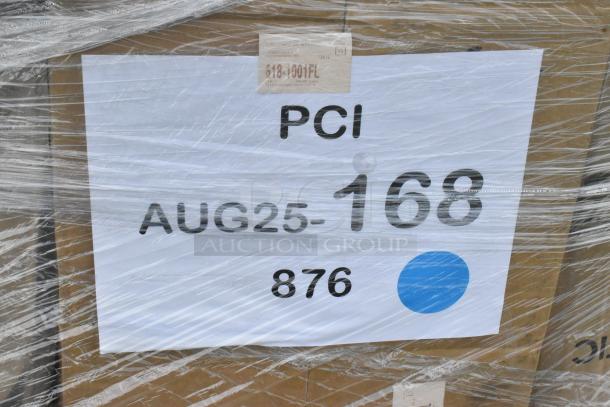 618-1001FL
PCI
AUG25-168
AUCTION GROUP
876